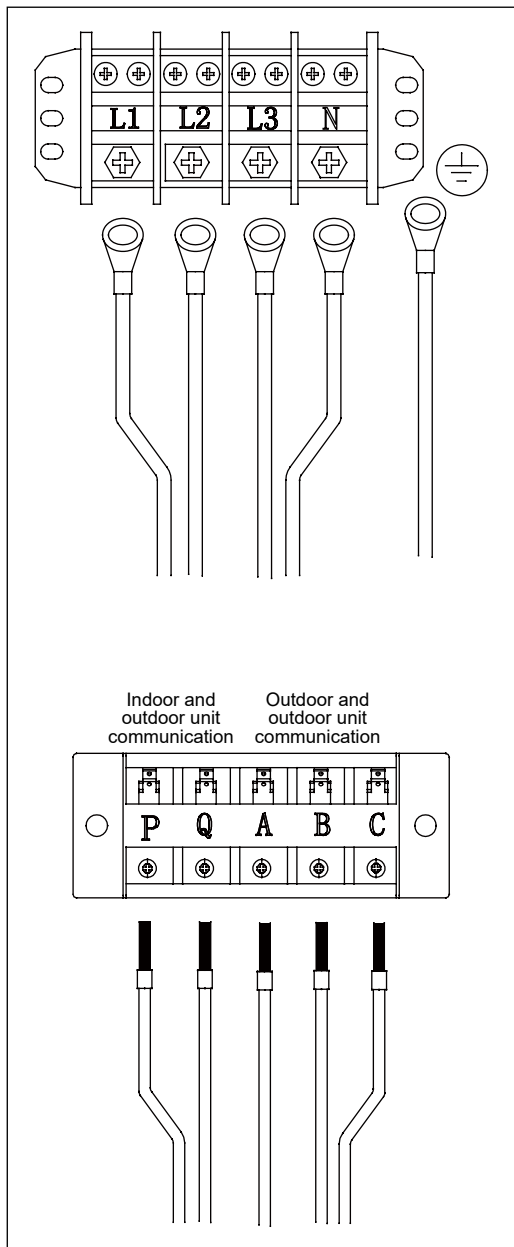 L1 L2 L3 N
Indoor and
outdoor unit
communication
Outdoor and
outdoor unit
communication
P Q A B C